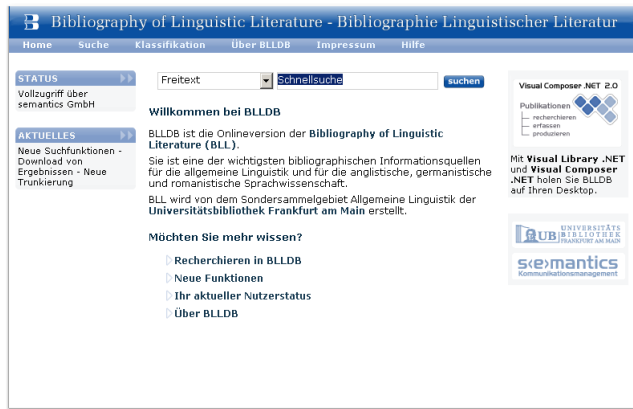 Bibliography of Linguistic Literature - Bibliographie Linguistischer Literatur
Home Suche Klassifikation Über BLLDB Impressum Hilfe
STATUS
Vollzugriff über
semantics GmbH
AKTUELLES
Neue Suchfunktionen -
Download von
Ergebnissen - Neue
Trunkierung
Freitext Schnellsuche suchen
Willkommen bei BLLDB
BLLDB ist die Onlineversion der Bibliography of Linguistic
Literature (BLL).
Sie ist eine der wichtigsten bibliographischen Informationsquellen
für die allgemeine Linguistik und für die anglistische, germanistische
und romanistische Sprachwissenschaft.
BLL wird von dem Sondersammelgebiet Allgemeine Linguistik der
Universitätsbibliothek Frankfurt am Main erstellt.
Möchten Sie mehr wissen?
Recherchieren in BLLDB
Neue Funktionen
Ihr aktueller Nutzerstatus
Über BLLDB
Visual Composer .NET 2.0
Publikationen
recherchieren
erfassen
produzieren
Mit Visual Library .NET
und Visual Composer
.NET holen Sie BLLDB
auf Ihren Desktop.
UB UNIVERSITÄTS
BIBLIOTHEK
FRANKFURT AM MAIN
s<e>mantics
Kommunikationsmanagement